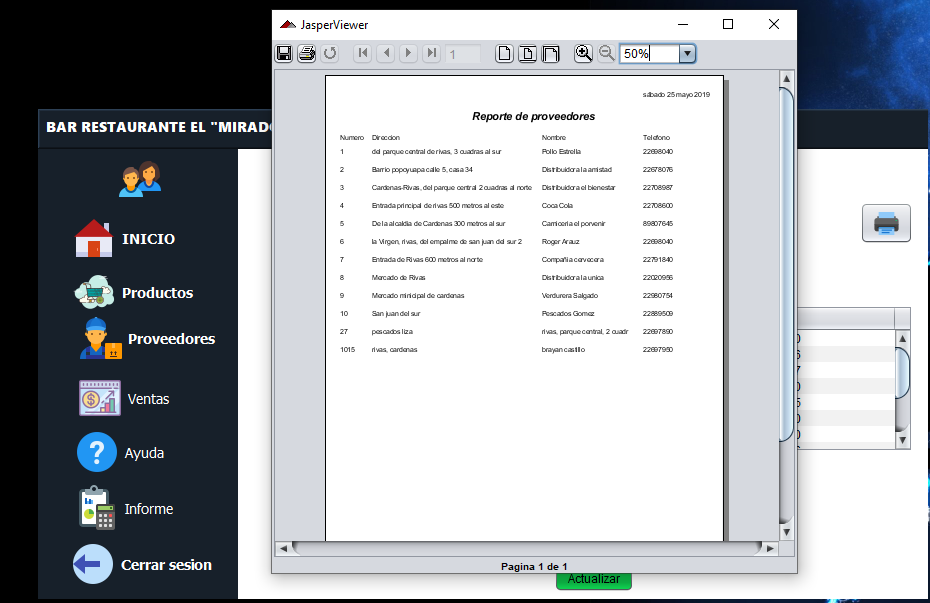 JasperViewer
1
50%
BAR RESTAURANTE EL "MIRADO
INICIO
Productos
Proveedores
Ventas
Ayuda
Informe
Cerrar sesion
sábado 25 mayo 2019
Reporte de proveedores
Numero Direccion Nombre Telefono
1 del parque central de rivas, 3 cuadras al sur Pollo Estrella 22698040
2 Barrio popoyuapa calle 5, casa 34 Distribuidora la amistad 22678076
3 Cardenas-Rivas, del parque central 2 cuadras al norte Distribuidora el bienestar 22708987
4 Entrada principal de rivas 500 metros al este Coca Cola 22708600
5 De la alcaldia de Cardenas 300 metros al sur Carniceria el porvenir 89807645
6 la Virgen, rivas, del empalme de san juan del sur 2 Roger Arauz 22698040
7 Entrada de Rivas 600 metros al norte Compañia cervecera 22791840
8 Mercado de Rivas Distribuidora la unica 22020956
9 Mercado minicipal de cardenas Verdurera Salgado 22980754
10 San juan del sur Pescados Gomez 22889509
27 pescados liza rivas, parque central, 2 cuadr 22697890
1015 rivas, cardenas brayan castillo 22697950
Pagina 1 de 1
Actualizar